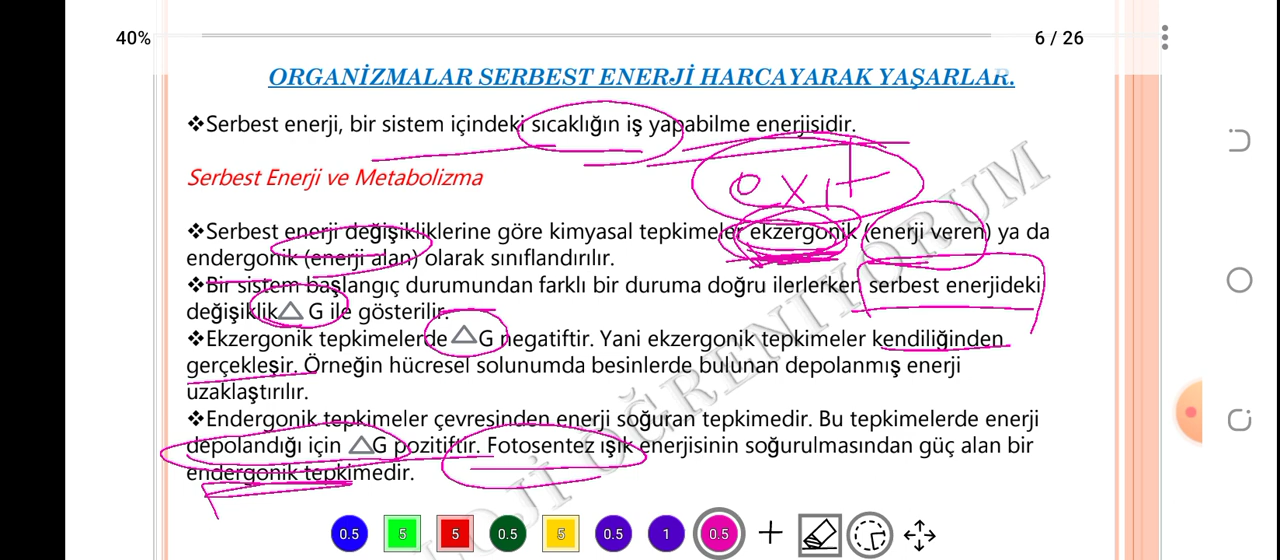 40%
6 / 26
ORGANİZMALAR SERBEST ENERJİ HARCAYARAK YAŞARLAR.
❖Serbest enerji, bir sistem içindeki sıcaklığın iş yapabilme enerjisidir.
exit
Serbest Enerji ve Metabolizma
❖Serbest enerji değişikliklerine göre kimyasal tepkimeler ekzergonik (enerji veren) ya da
endergonik (enerji alan) olarak sınıflandırılır.
❖Bir sistem başlangıç durumundan farklı bir duruma doğru ilerlerken serbest enerjideki
değişiklik △ G ile gösterilir.
❖Ekzergonik tepkimelerde △G negatiftir. Yani ekzergonik tepkimeler kendiliğinden
gerçekleşir. Örneğin hücresel solunumda besinlerde bulunan depolanmış enerji
uzaklaştırılır.
❖Endergonik tepkimeler çevresinden enerji soğuran tepkimedir. Bu tepkimelerde enerji
depolandığı için △G pozitiftir. Fotosentez ışık enerjisinin soğurulmasından güç alan bir
endergonik tepkimedir.
OJİ ÖĞRENİYORUM
0.5 5 5 0.5 5 0.5 1 0.5